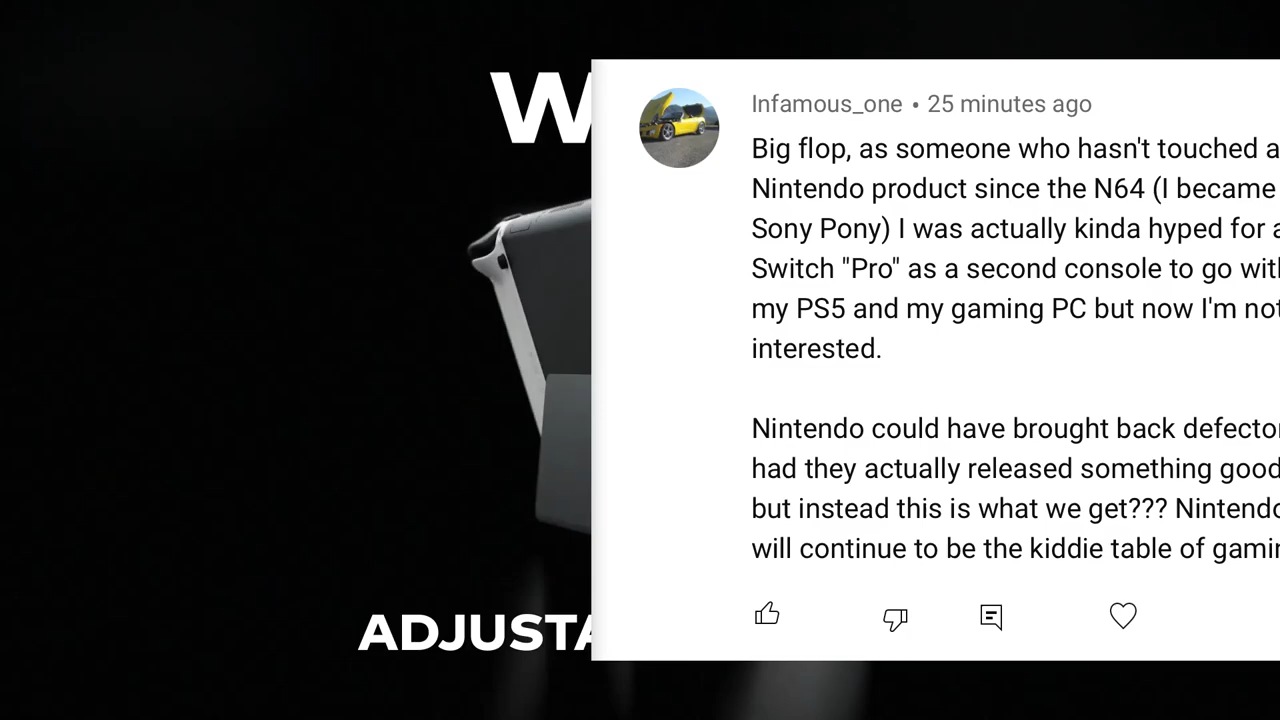 W
Infamous_one • 25 minutes ago
Big flop, as someone who hasn't touched a
Nintendo product since the N64 (I became
Sony Pony) I was actually kinda hyped for a
Switch "Pro" as a second console to go with
my PS5 and my gaming PC but now I'm not
interested.
Nintendo could have brought back defector
had they actually released something good
but instead this is what we get??? Nintendo
will continue to be the kiddie table of gamin
ADJUSTA